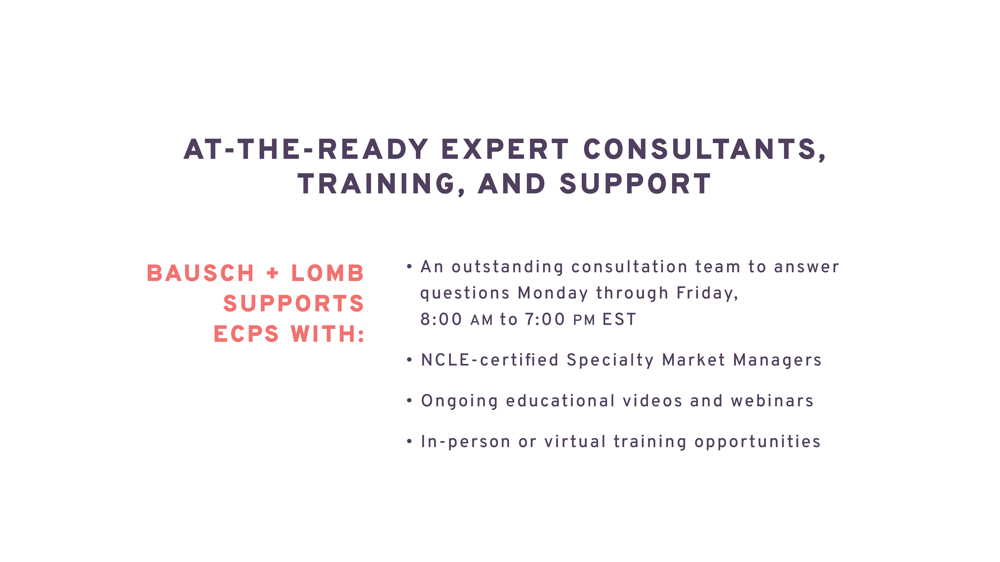 AT-THE-READY EXPERT CONSULTANTS,
TRAINING, AND SUPPORT
BAUSCH + LOMB
SUPPORTS
ECPS WITH:
• An outstanding consultation team to answer
questions Monday through Friday,
8:00 AM to 7:00 PM EST
• NCLE-certified Specialty Market Managers
• Ongoing educational videos and webinars
• In-person or virtual training opportunities